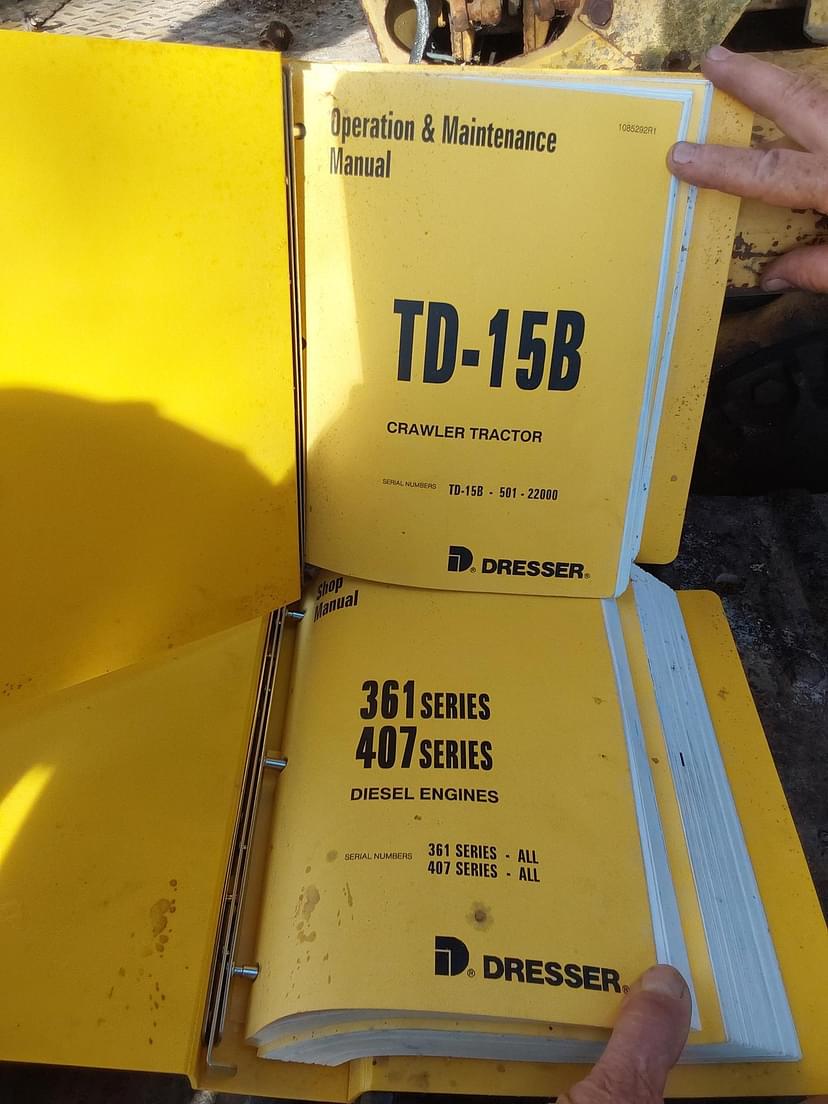 Operation & Maintenance
Manual
1085292R1
TD-15B
CRAWLER TRACTOR
SERIAL NUMBERS TD-15B - 501 - 22000
® DRESSER®
Shop
Manual
361 SERIES
407 SERIES
DIESEL ENGINES
SERIAL NUMBERS 361 SERIES - ALL
407 SERIES - ALL
® DRESSER®